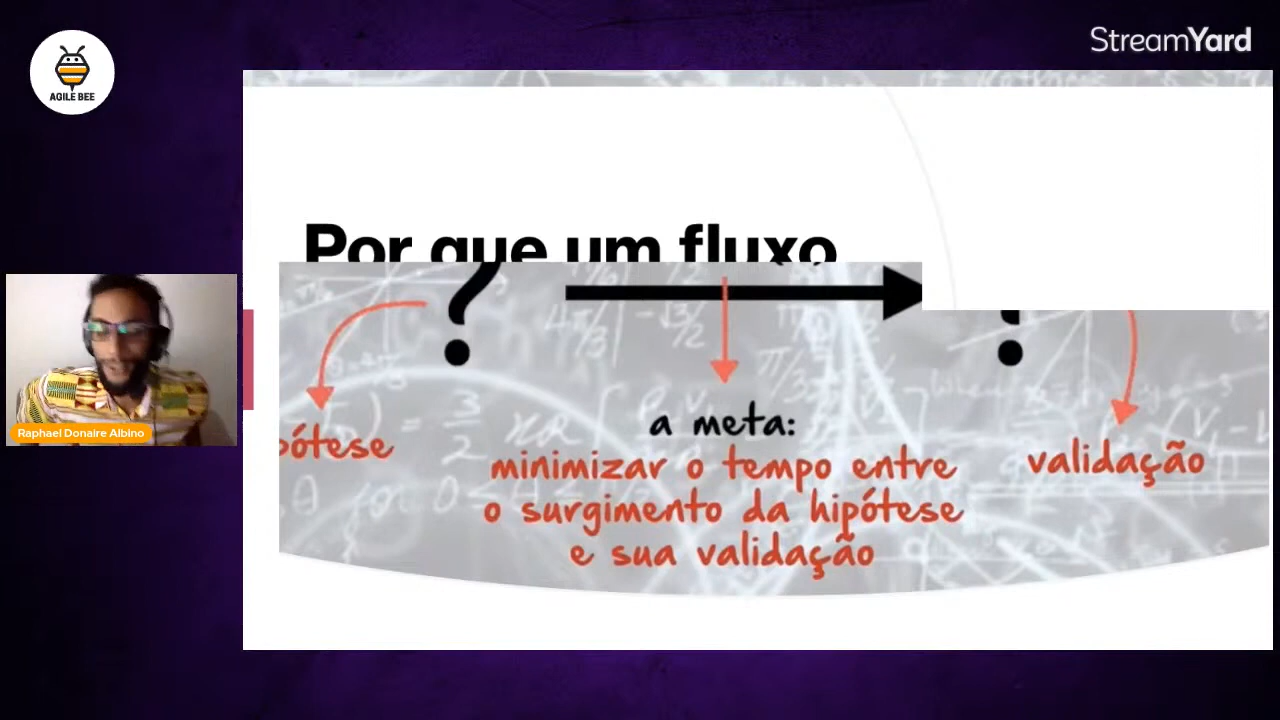 AGILE BEE
StreamYard
Por que um fluxo
?
Raphael Donaire Albino
pótese
a meta:
minimizar o tempo entre
o surgimento da hipótese
e sua validação
validação